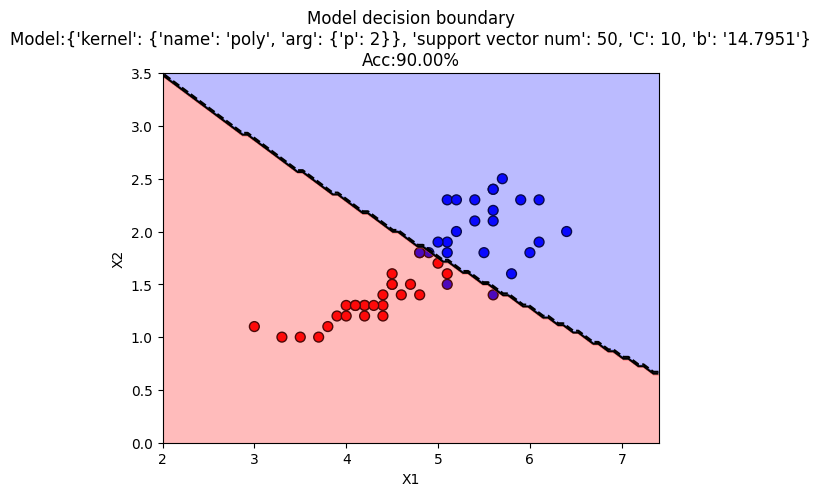 Model decision boundary
Model:{'kernel': {'name': 'poly', 'arg': {'p': 2}}, 'support vector num': 50, 'C': 10, 'b': '14.7951'}
Acc:90.00%
3.5
3.0
2.5
2.0
1.5
1.0
0.5
0.0
X2
2 3 4 5 6 7
X1